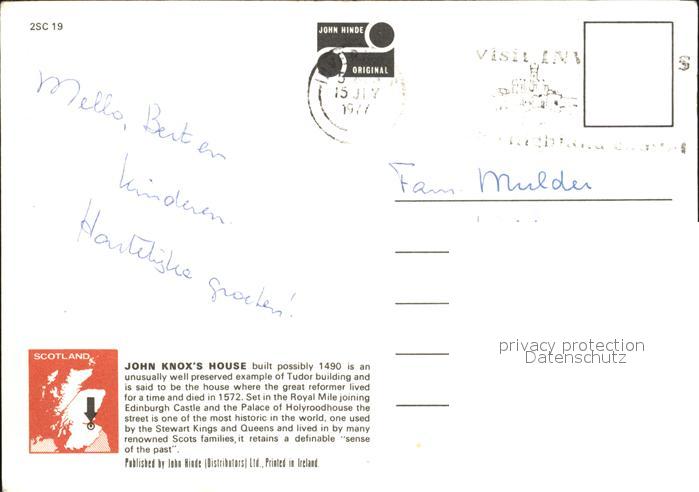 2SC 19
JOHN HINDE
ORIGINAL
15 JLY
1977
VISIT INV
S
Mello, Bert en
kinderen.
Hartelijke groeten!
Fam. Mulder
privacy protection
Datenschutz
SCOTLAND
JOHN KNOX'S HOUSE built possibly 1490 is an
unusually well preserved example of Tudor building and
is said to be the house where the great reformer lived
for a time and died in 1572. Set in the Royal Mile joining
Edinburgh Castle and the Palace of Holyroodhouse the
street is one of the most historic in the world, one used
by the Stewart Kings and Queens and lived in by many
renowned Scots families, it retains a definable "sense
of the past".
Published by John Hinde (Distributors) Ltd., Printed in Ireland.